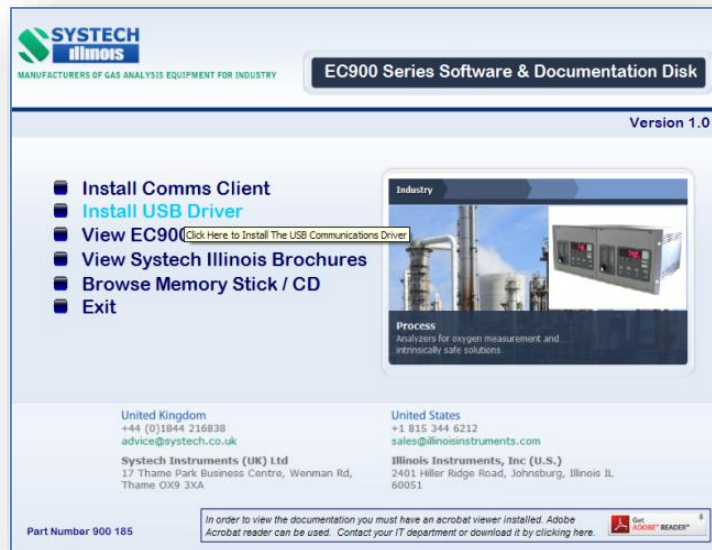 SYSTECH
illinois
MANUFACTURERS OF GAS ANALYSIS EQUIPMENT FOR INDUSTRY
EC900 Series Software & Documentation Disk
Version 1.0
Install Comms Client
Install USB Driver
View EC900
Click Here to Install The USB Communications Driver
View Systech Illinois Brochures
Browse Memory Stick / CD
Exit
Industry
Process
Analyzers for oxygen measurement and
intrinsically safe solutions
United Kingdom
+44 (0)1844 216838
advice@systech.co.uk
Systech Instruments (UK) Ltd
17 Thame Park Business Centre, Wenman Rd,
Thame OX9 3XA
United States
+1 815 344 6212
sales@illinoisinstruments.com
Illinois Instruments, Inc (U.S.)
2401 Hiller Ridge Road, Johnsburg, Illinois IL
60051
Part Number 900 185
In order to view the documentation you must have an acrobat viewer installed. Adobe
Acrobat reader can be used. Contact your IT department or download it by clicking here.
Get
ADOBE® READER®